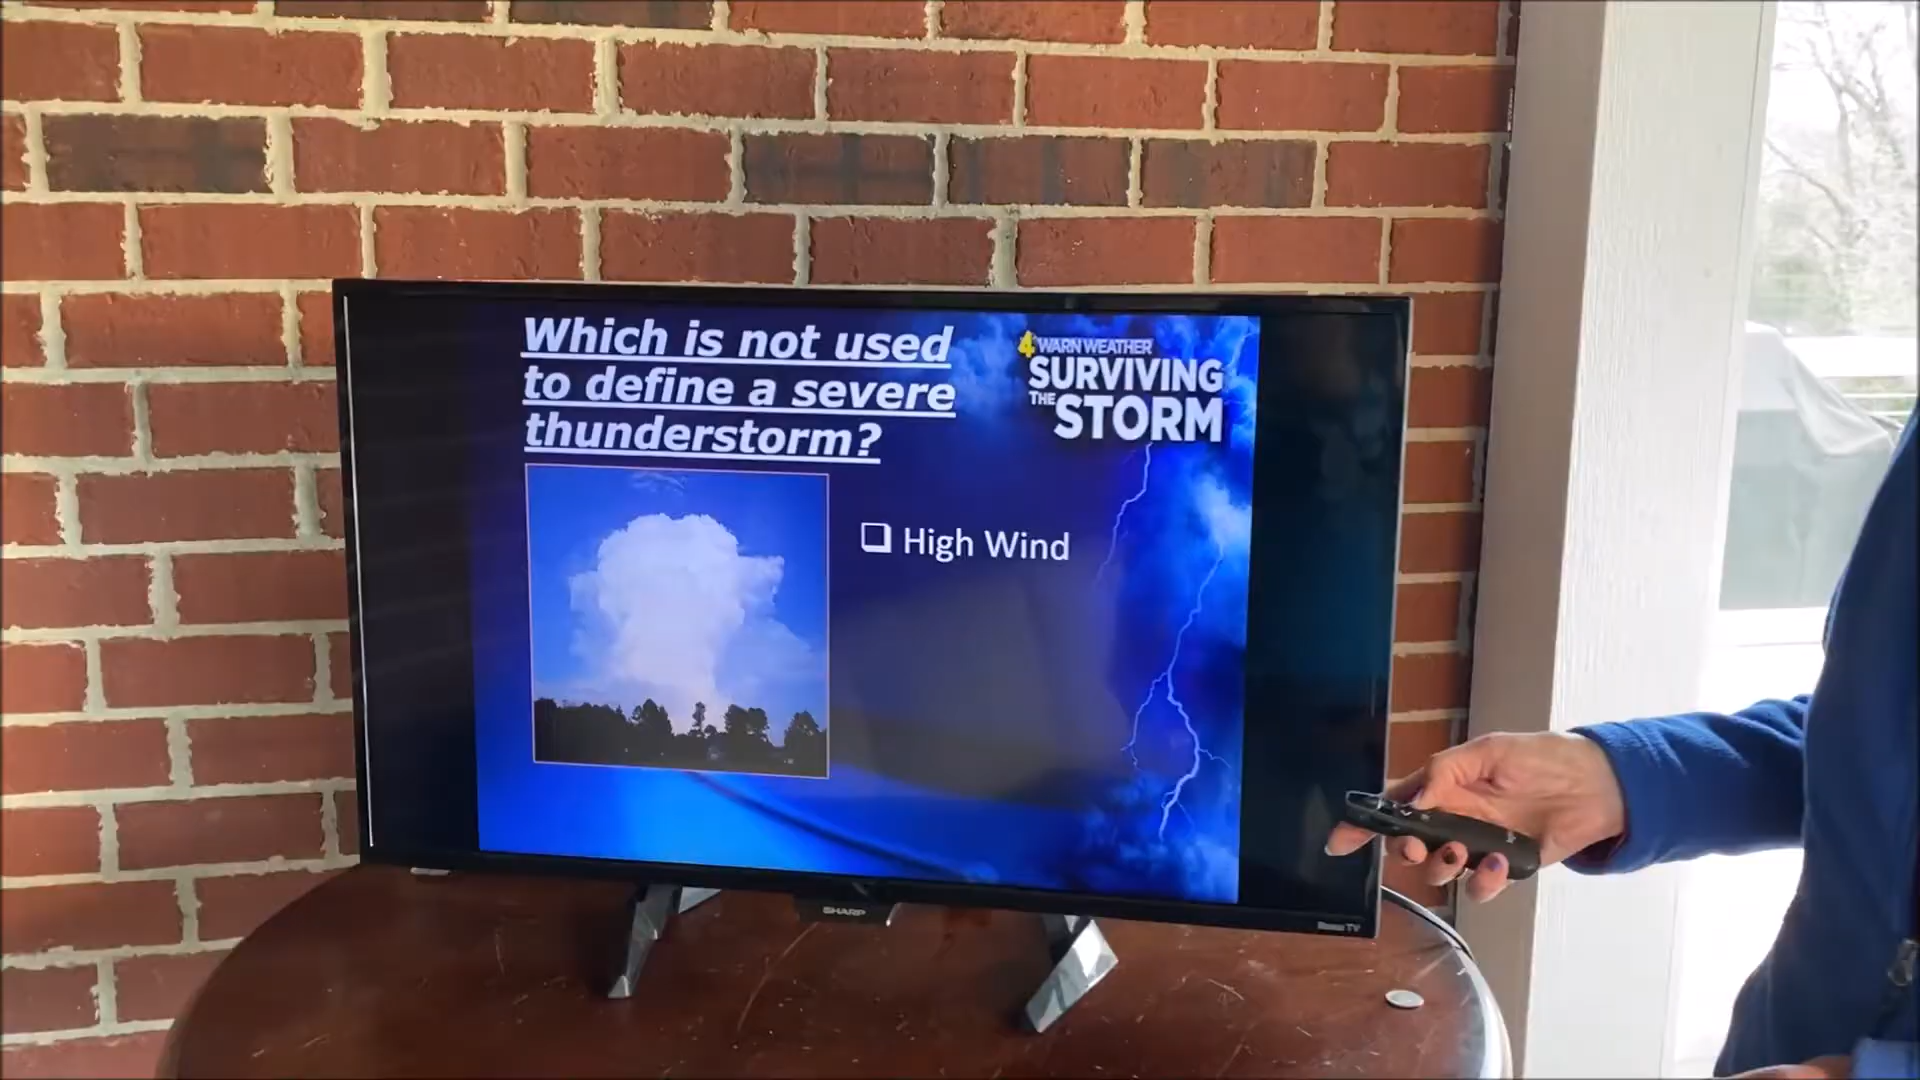 Which is not used
to define a severe
thunderstorm?
4 WARN WEATHER
SURVIVING
THE STORM
High Wind
SHARP
Roku TV